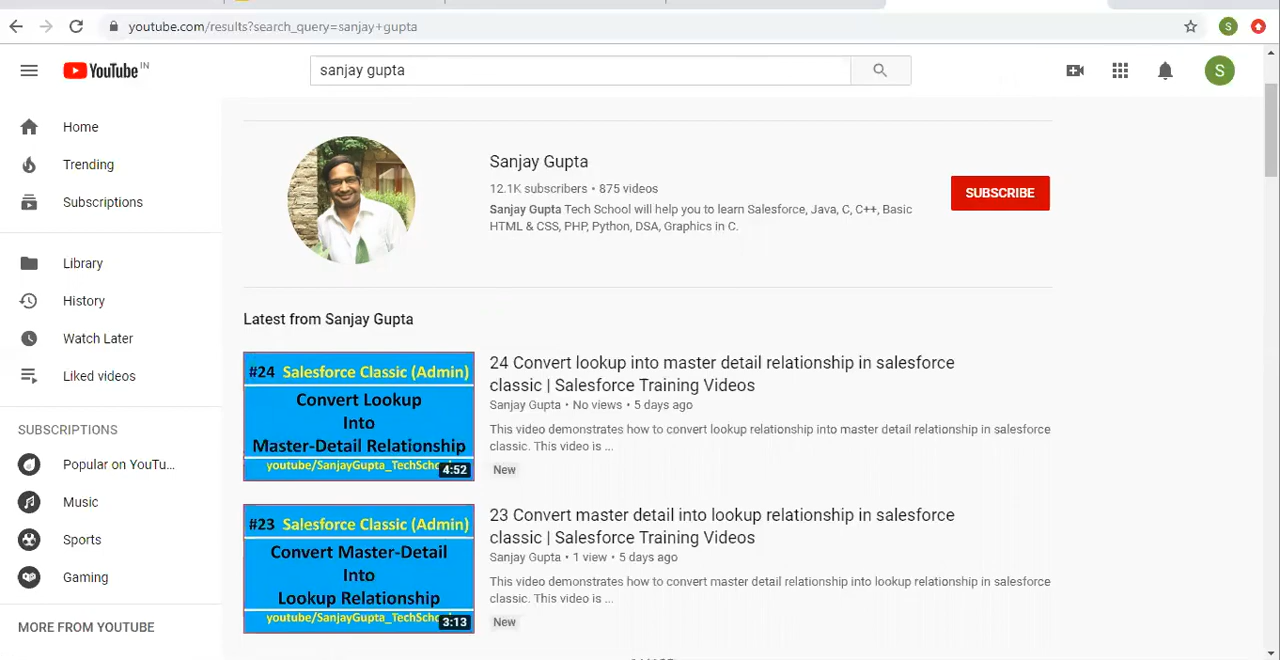 youtube.com/results?search_query=sanjay+gupta
S
YouTube IN
sanjay gupta
S
Home
Trending
Subscriptions
Library
History
Watch Later
Liked videos
SUBSCRIPTIONS
Popular on YouTu...
Music
Sports
Gaming
MORE FROM YOUTUBE
Sanjay Gupta
12.1K subscribers • 875 videos
Sanjay Gupta Tech School will help you to learn Salesforce, Java, C, C++, Basic
HTML & CSS, PHP, Python, DSA, Graphics in C.
SUBSCRIBE
Latest from Sanjay Gupta
#24 Salesforce Classic (Admin)
Convert Lookup
Into
Master-Detail Relationship
youtube/SanjayGupta_TechScho
4:52
24 Convert lookup into master detail relationship in salesforce
classic | Salesforce Training Videos
Sanjay Gupta • No views • 5 days ago
This video demonstrates how to convert lookup relationship into master detail relationship in salesforce
classic. This video is ...
New
#23 Salesforce Classic (Admin)
Convert Master-Detail
Into
Lookup Relationship
youtube/SanjayGupta_TechScho
3:13
23 Convert master detail into lookup relationship in salesforce
classic | Salesforce Training Videos
Sanjay Gupta • 1 view • 5 days ago
This video demonstrates how to convert master detail relationship into lookup relationship in salesforce
classic. This video is ...
New